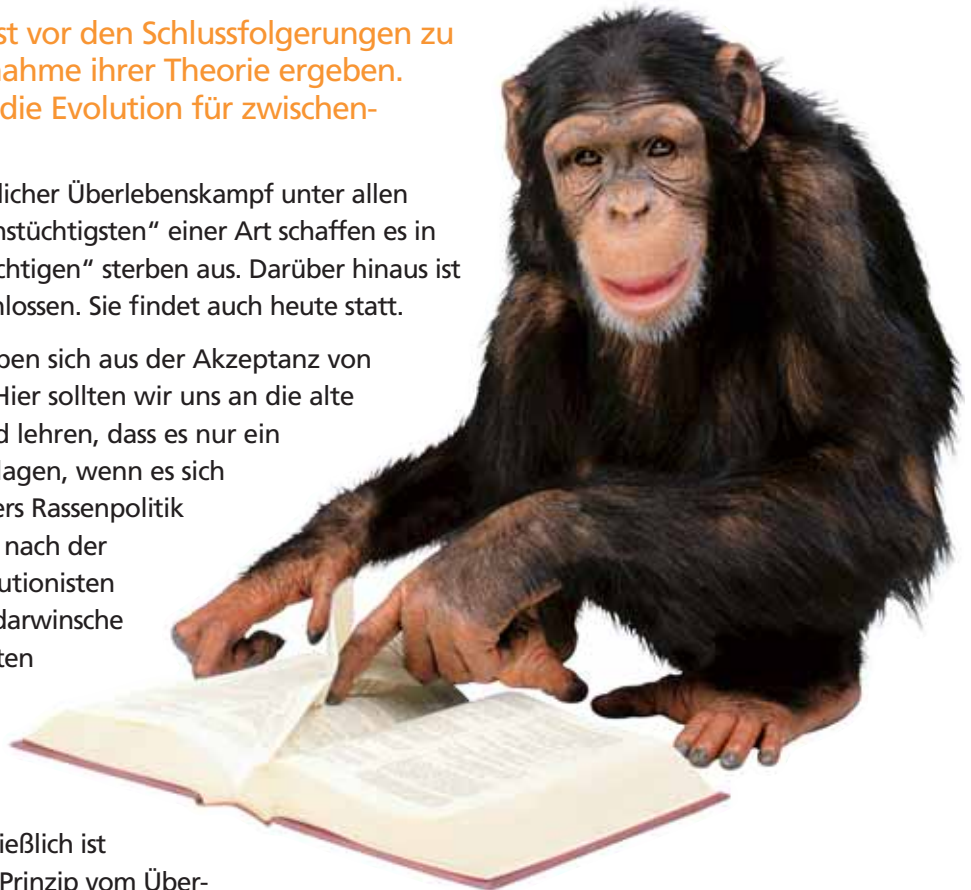 st vor den Schlussfolgerungen zu
nahme ihrer Theorie ergeben.
die Evolution für zwischen-
licher Überlebenskampf unter allen
nstüchtigsten“ einer Art schaffen es in
chtigen“ sterben aus. Darüber hinaus ist
hlossen. Sie findet auch heute statt.
ben sich aus der Akzeptanz von
Hier sollten wir uns an die alte
d lehren, dass es nur ein
lagen, wenn es sich
ers Rassenpolitik
nach der
utionisten
darwinsche
ten
ießlich ist
Prinzip vom Über-